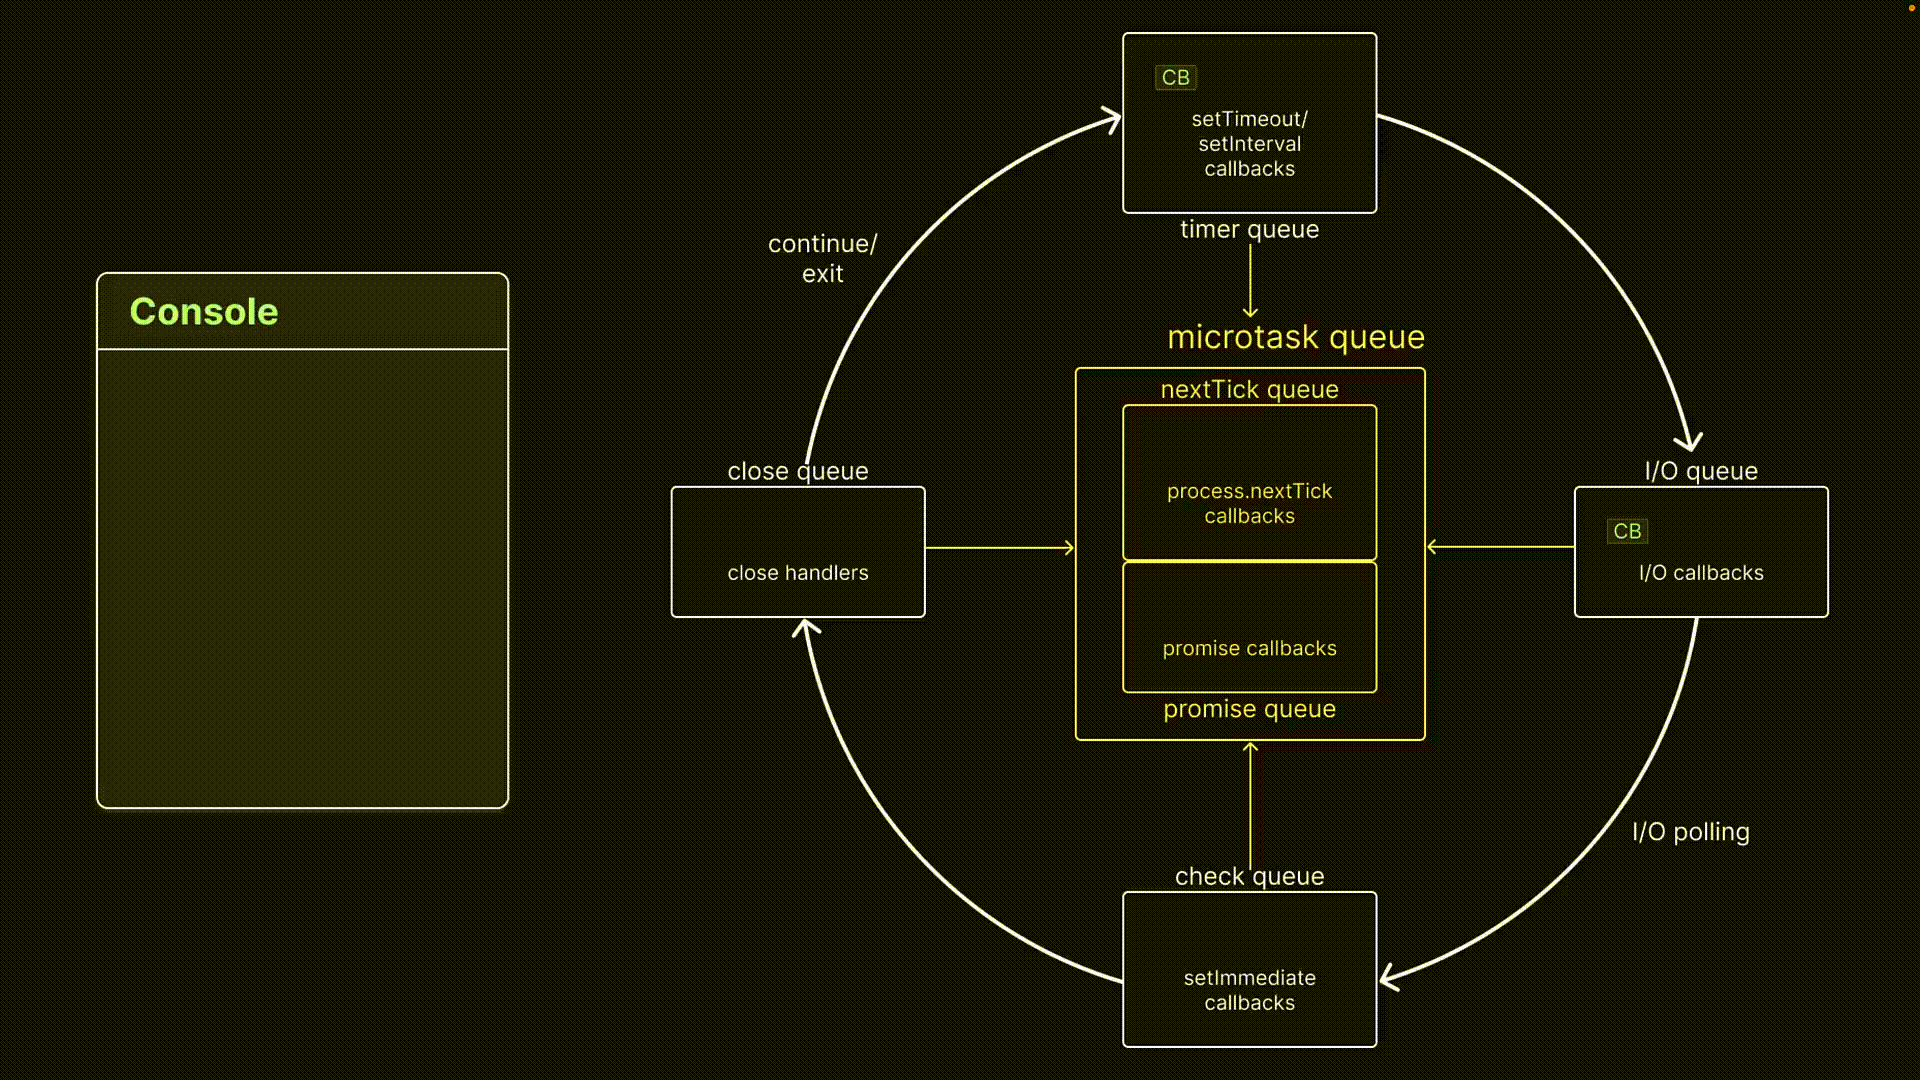 Console
CB
setTimeout/
setInterval
callbacks
timer queue
continue/
exit
microtask queue
nextTick queue
process.nextTick
callbacks
promise callbacks
promise queue
close queue
close handlers
I/O queue
CB
I/O callbacks
I/O polling
check queue
setImmediate
callbacks